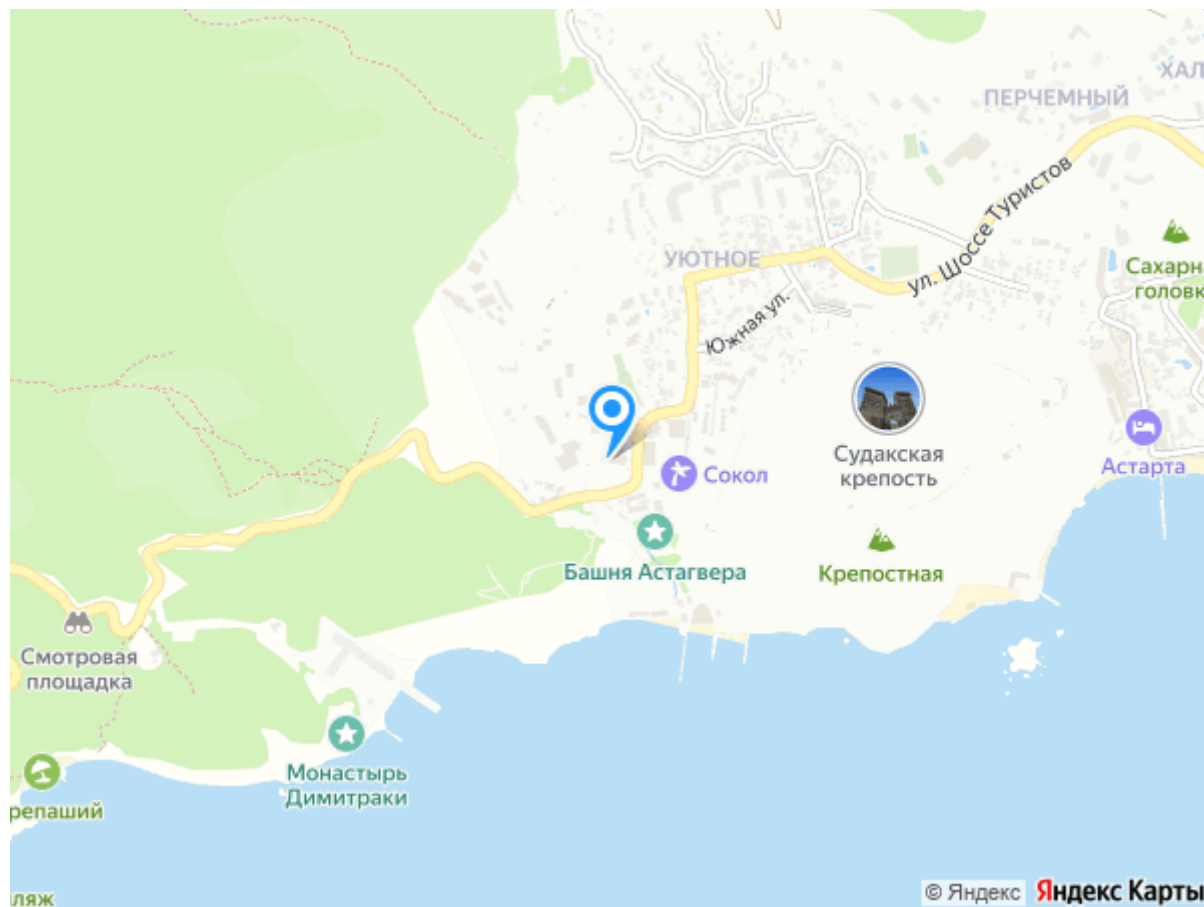 ХАЛ
ПЕРЧЕМНЫЙ
ул. Шоссе Туристов
УЮТНОЕ
Сахарн
головк
Южная ул.
Судакская
крепость
Сокол
Астарта
Башня Астагвера
Крепостная
Смотровая
площадка
Монастырь
Димитраки
репаший
ляж
© Яндекс Яндекс Карты